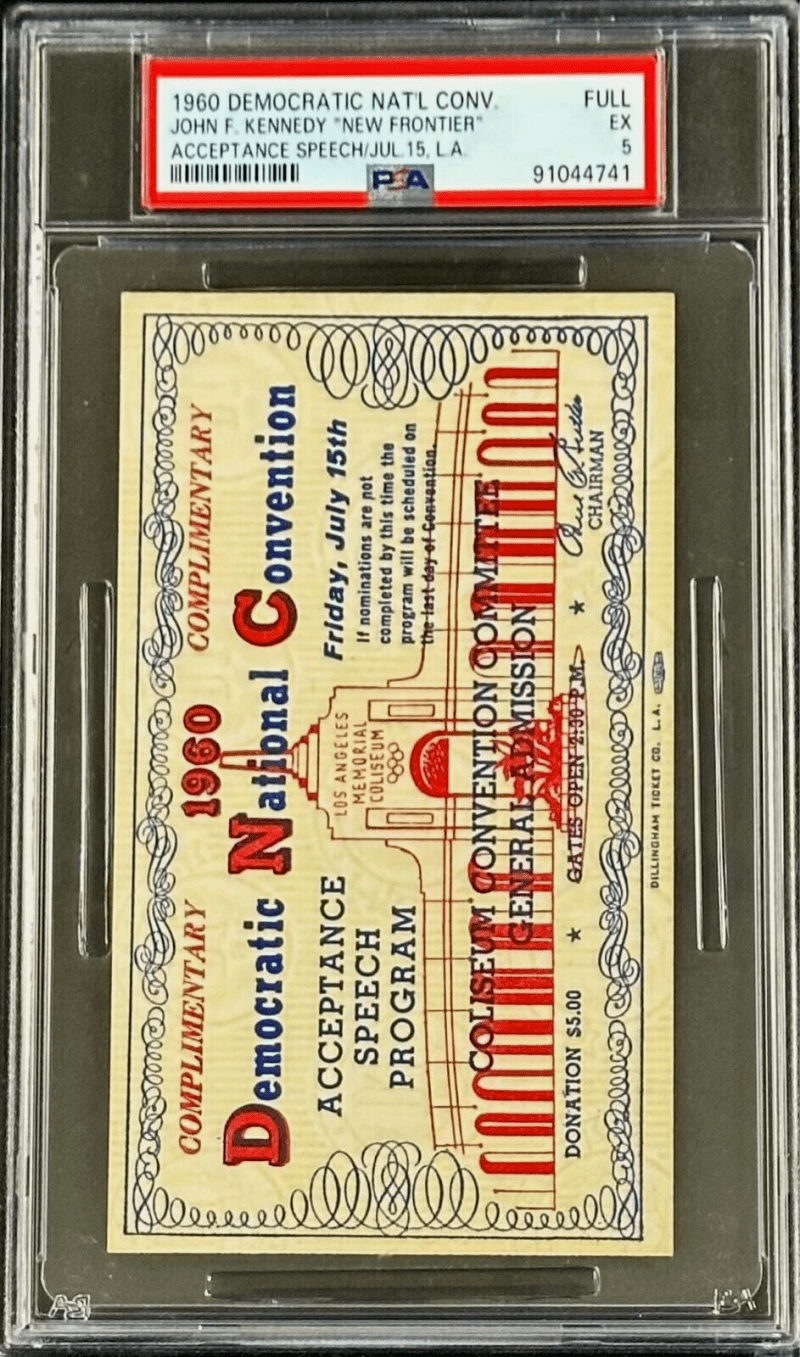 1960 DEMOCRATIC NAT'L CONV. FULL
JOHN F. KENNEDY "NEW FRONTIER" EX
ACCEPTANCE SPEECH/JUL 15, L.A. 5
PSA 91044741
COMPLIMENTARY 1960 COMPLIMENTARY
Democratic National Convention
ACCEPTANCE
SPEECH
PROGRAM
LOS ANGELES
MEMORIAL
COLISEUM
Friday, July 15th
If nominations are not
completed by this time the
program will be scheduled on
the last day of Convention.
COLISEUM CONVENTION COMMITTEE
GENERAL ADMISSION
DONATION $5.00 ★ GATES OPEN 2:30 P.M. ★
CHAIRMAN
DILLINGHAM TICKET CO., L.A.